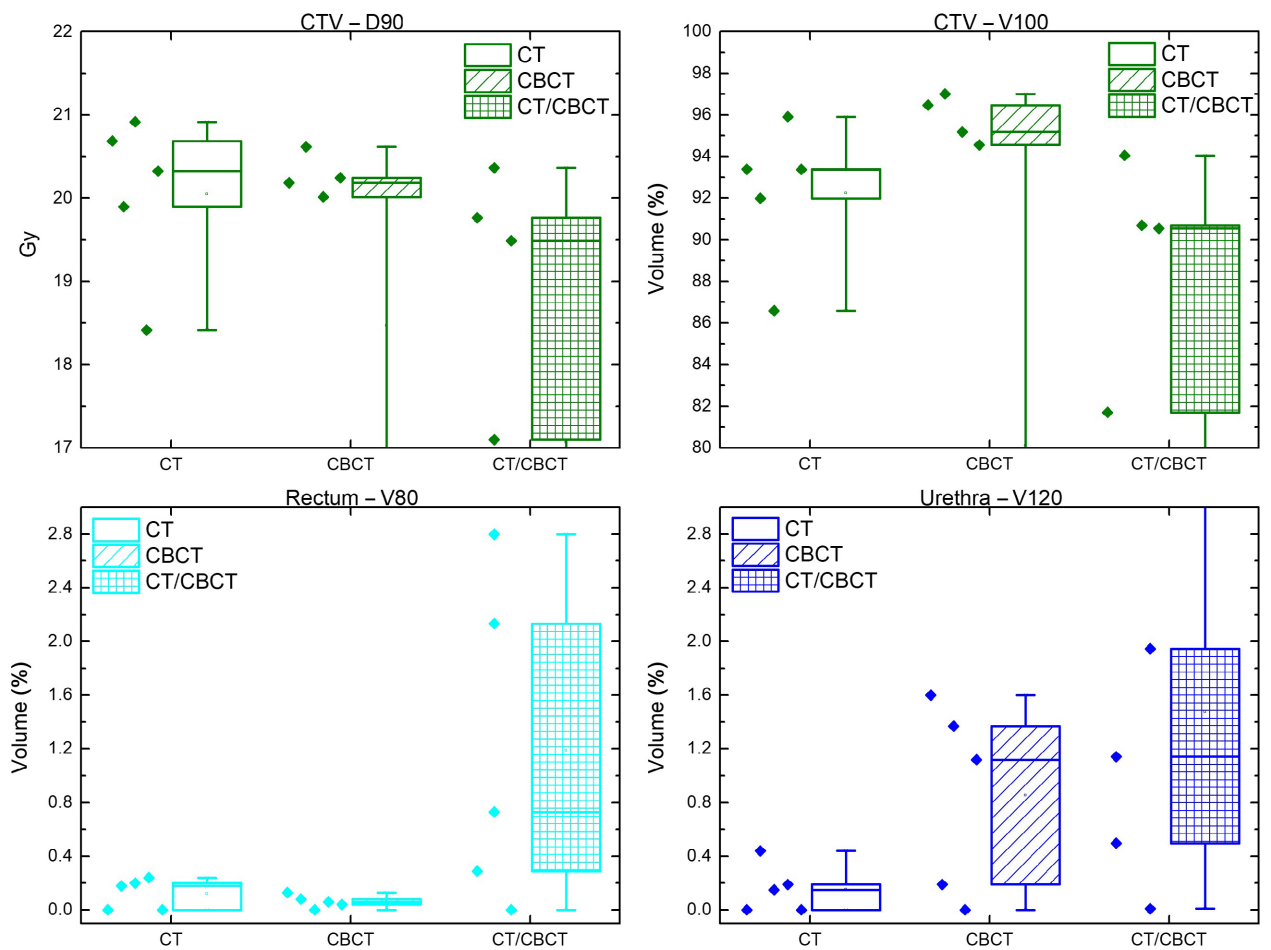 CTV – D90
22
21
20
19
18
17
Gy
CT
CBCT
CT/CBCT
CT
CBCT
CT/CBCT
CTV – V100
100
98
96
94
92
90
88
86
84
82
80
Volume (%)
CT
CBCT
CT/CBCT
CT
CBCT
CT/CBCT
Rectum – V80
2.8
2.4
2.0
1.6
1.2
0.8
0.4
0.0
Volume (%)
CT
CBCT
CT/CBCT
CT
CBCT
CT/CBCT
Urethra – V120
2.8
2.4
2.0
1.6
1.2
0.8
0.4
0.0
Volume (%)
CT
CBCT
CT/CBCT
CT
CBCT
CT/CBCT